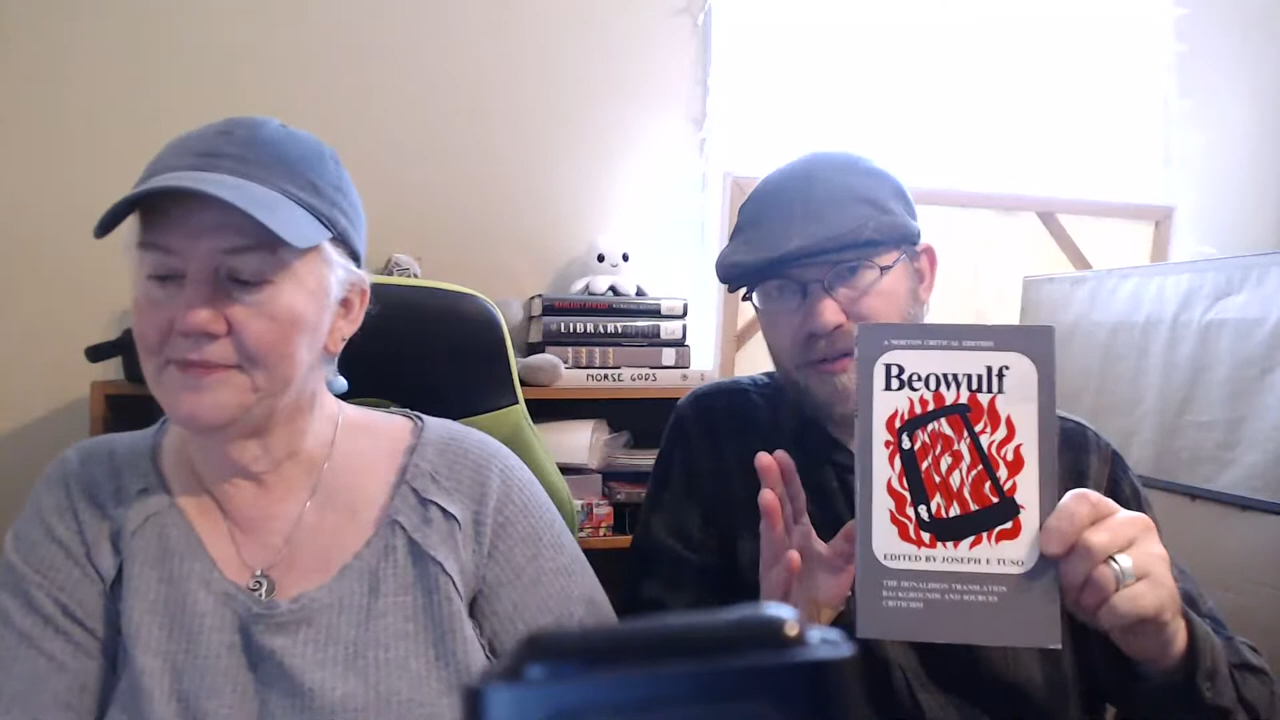 LIBRARY
NORSE GODS
A NORTON CRITICAL EDITION
Beowulf
EDITED BY JOSEPH F. TUSO
THE DONALDSON TRANSLATION
BACKGROUNDS AND SOURCES
CRITICISM